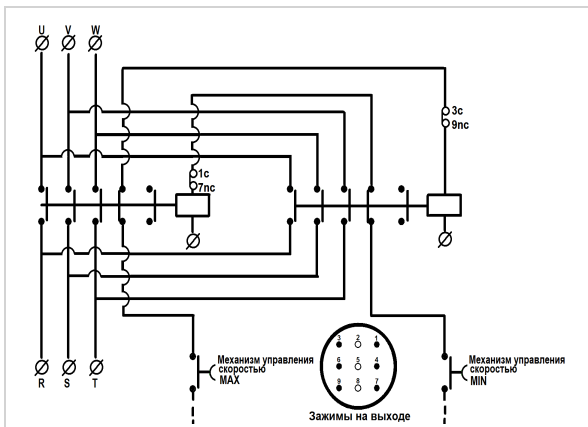 U V W
3c
9nc
1c
7nc
R S T
Механизм управления
скоростью
MAX
3 2 1
6 5 4
9 8 7
Зажимы на выходе
Механизм управления
скоростью
MIN